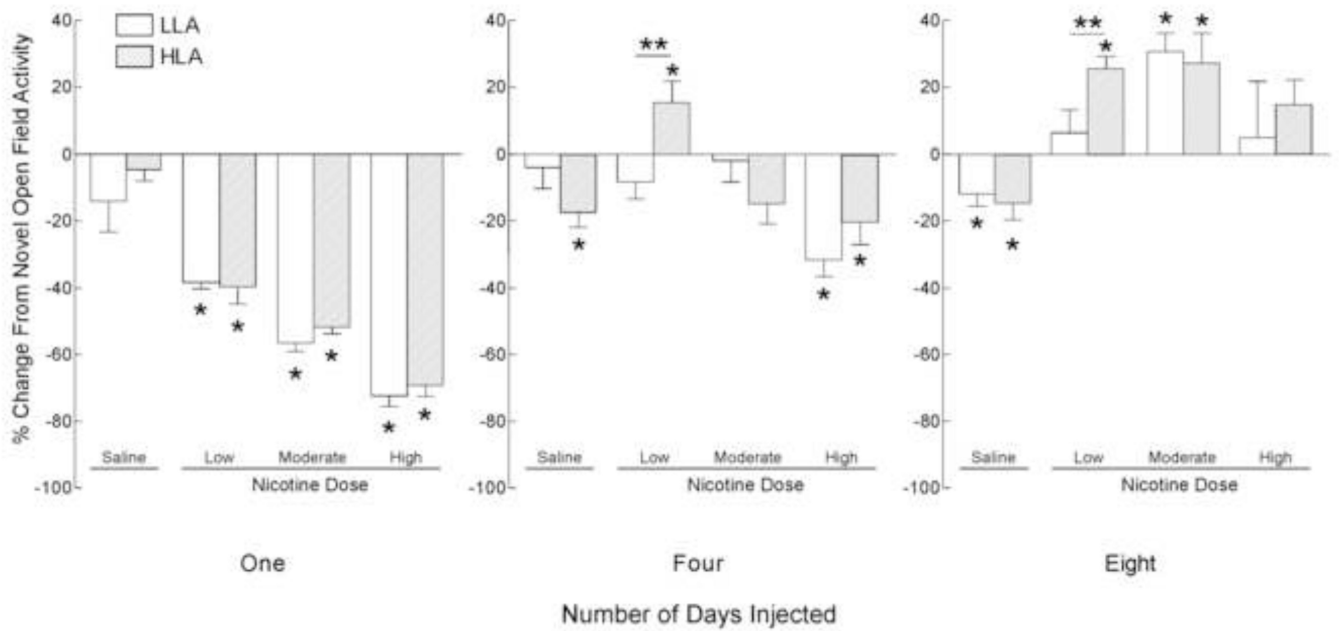 % Change From Novel Open Field Activity
LLA
HLA
40
20
0
-20
-40
-60
-80
-100
*
*
*
*
*
*
Saline
Low
Moderate
High
Nicotine Dose
One
40
20
0
-20
-40
-60
-80
-100
**
*
*
*
*
Saline
Low
Moderate
High
Nicotine Dose
Four
40
20
0
-20
-40
-60
-80
-100
**
*
*
*
*
*
Saline
Low
Moderate
High
Nicotine Dose
Eight
Number of Days Injected